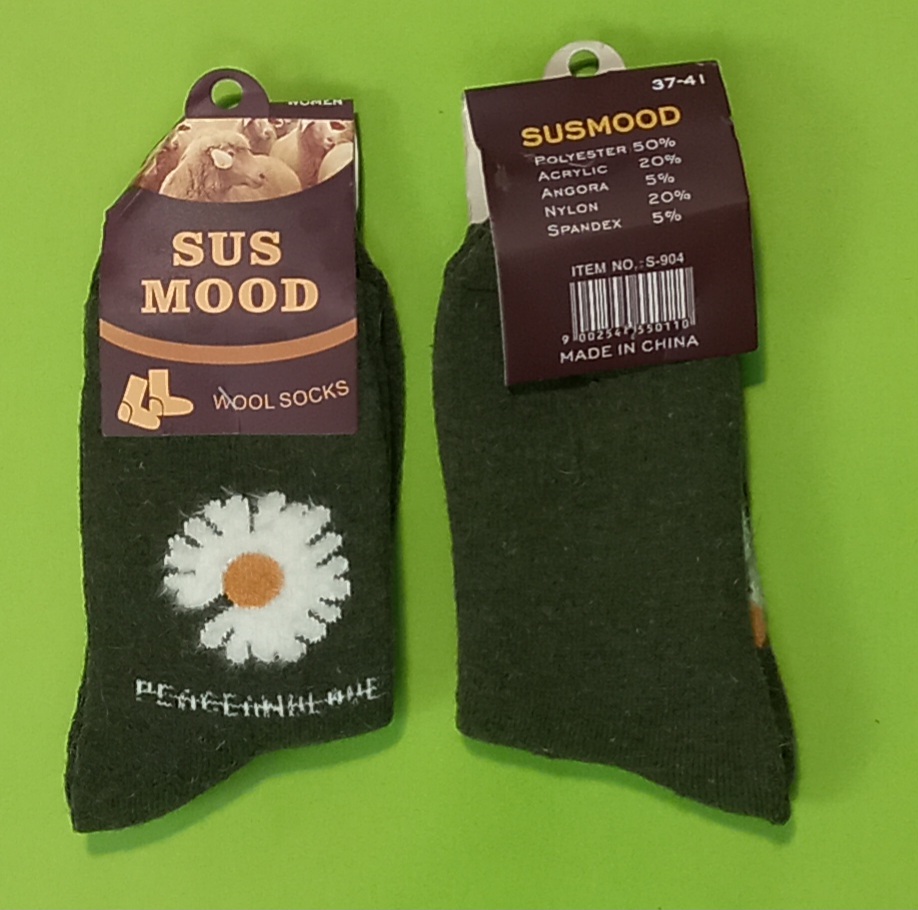 WOMEN
SUS
MOOD
WOOL SOCKS
37-41
SUSMOOD
POLYESTER 50%
ACRYLIC 20%
ANGORA 5%
NYLON 20%
SPANDEX 5%
ITEM NO,: S-904
MADE IN CHINA